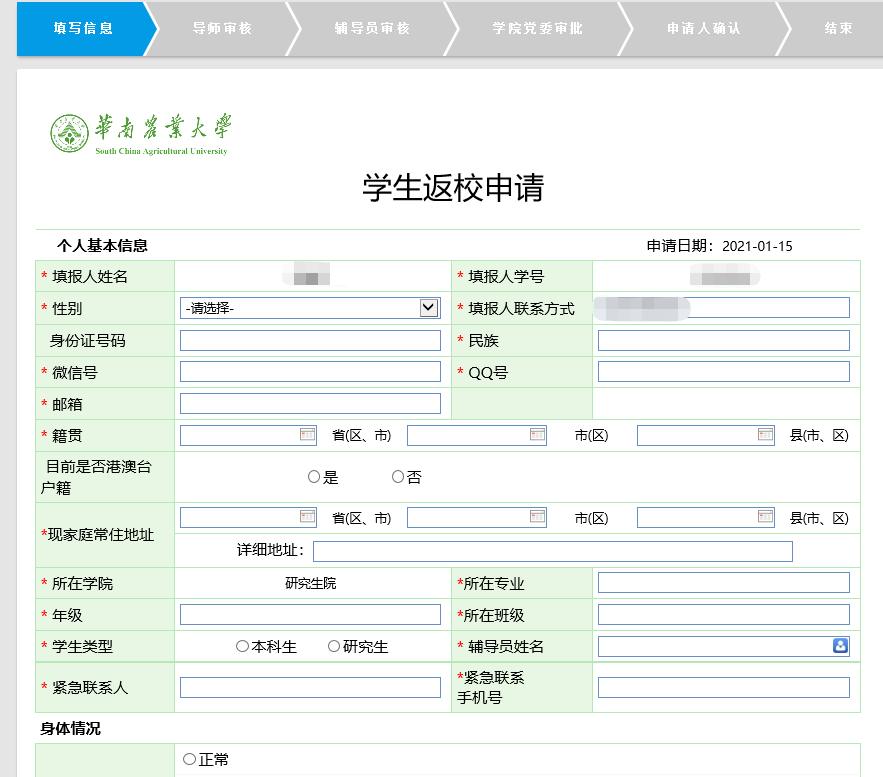 填写信息 导师审核 辅导员审核 学院党委审批 申请人确认 结束
華南農業大學
South China Agricultural University
学生返校申请
个人基本信息 申请日期：2021-01-15
* 填报人姓名 * 填报人学号
* 性别 -请选择- * 填报人联系方式
身份证号码 * 民族
* 微信号 * QQ号
* 邮箱
* 籍贯 省(区、市) 市(区) 县(市、区)
目前是否港澳台
户籍 是 否
*现家庭常住地址 省(区、市) 市(区) 县(市、区)
详细地址：
* 所在学院 研究生院 *所在专业
* 年级 *所在班级
* 学生类型 本科生 研究生 * 辅导员姓名
* 紧急联系人 *紧急联系
手机号
身体情况
正常